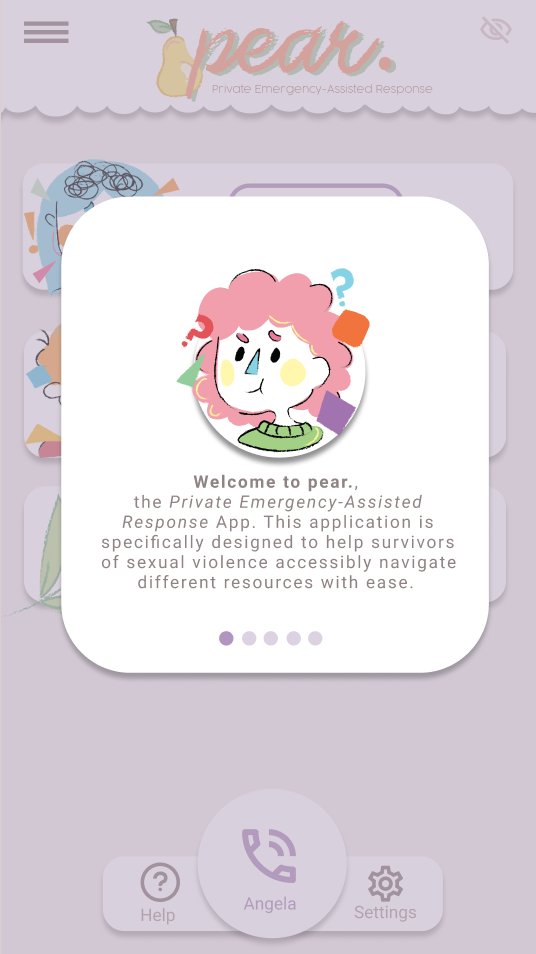 pear.
Private Emergency-Assisted Response
?
?
Welcome to pear.,
the Private Emergency-Assisted
Response App. This application is
specifically designed to help survivors
of sexual violence accessibly navigate
different resources with ease.
Angela
Help
Settings